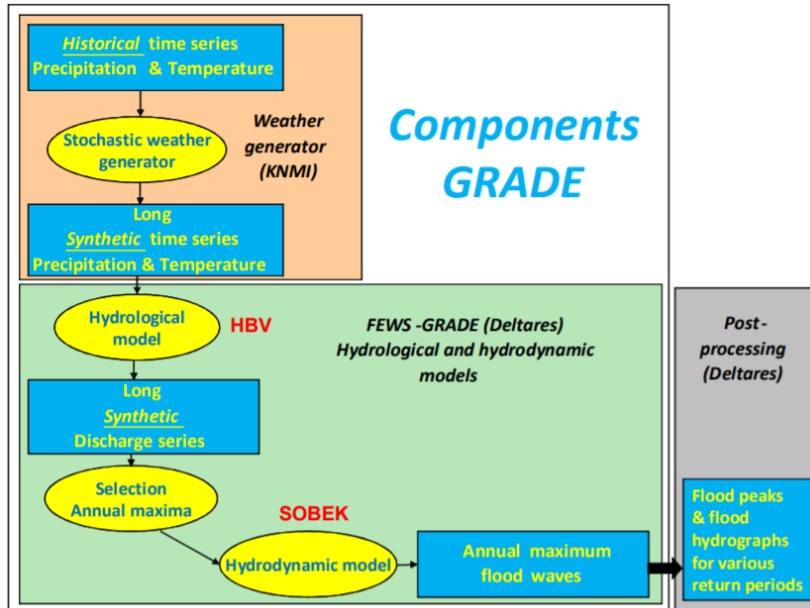 Historical time series
Precipitation & Temperature
Stochastic weather
generator
Weather
generator
(KNMI)
Components
GRADE
Long
Synthetic time series
Precipitation & Temperature
Hydrological
model
HBV
FEWS -GRADE (Deltares)
Hydrological and hydrodynamic
models
Post-
processing
(Deltares)
Long
Synthetic
Discharge series
Selection
Annual maxima
SOBEK
Hydrodynamic model
Annual maximum
flood waves
Flood peaks
& flood
hydrographs
for various
return periods